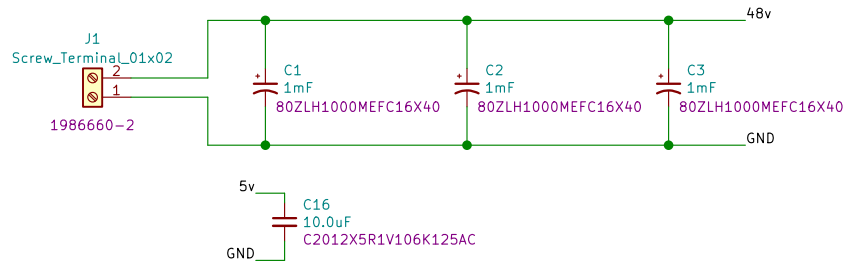 48v
J1
Screw_Terminal_01x02
2
1
1986660-2
+ C1
1mF
80ZLH1000MEFC16X40
+ C2
1mF
80ZLH1000MEFC16X40
+ C3
1mF
80ZLH1000MEFC16X40
GND
5v
C16
10.0uF
C2012X5R1V106K125AC
GND